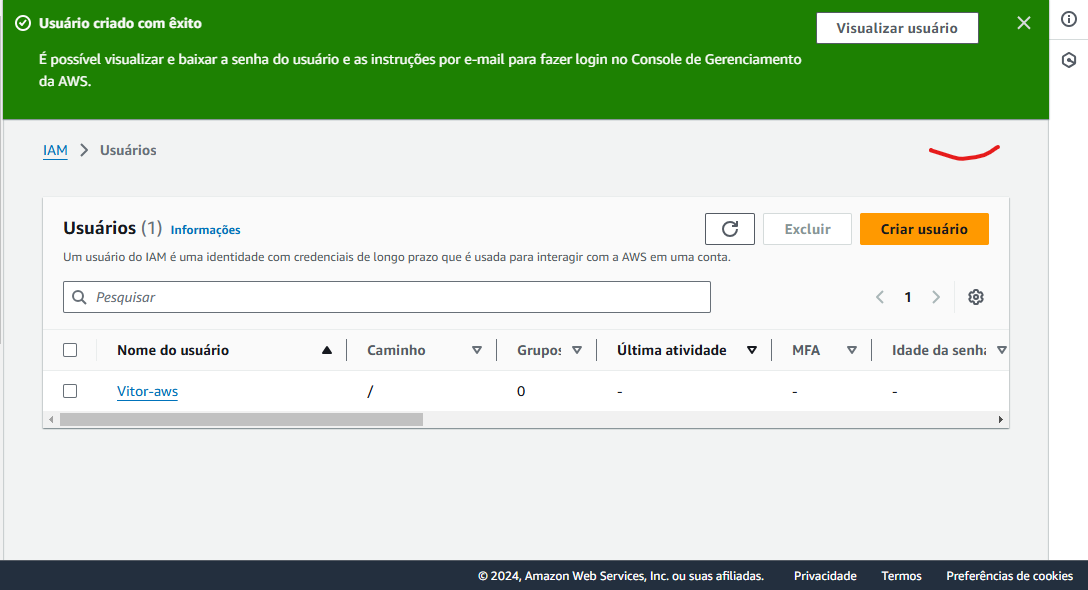 Usuário criado com êxito
Visualizar usuário
É possível visualizar e baixar a senha do usuário e as instruções por e-mail para fazer login no Console de Gerenciamento
da AWS.
IAM > Usuários
Usuários (1) Informações
Excluir
Criar usuário
Um usuário do IAM é uma identidade com credenciais de longo prazo que é usada para interagir com a AWS em uma conta.
Pesquisar
1
Nome do usuário Caminho Grupos Última atividade MFA Idade da senha
Vitor-aws / 0 - - -
© 2024, Amazon Web Services, Inc. ou suas afiliadas. Privacidade Termos Preferências de cookies